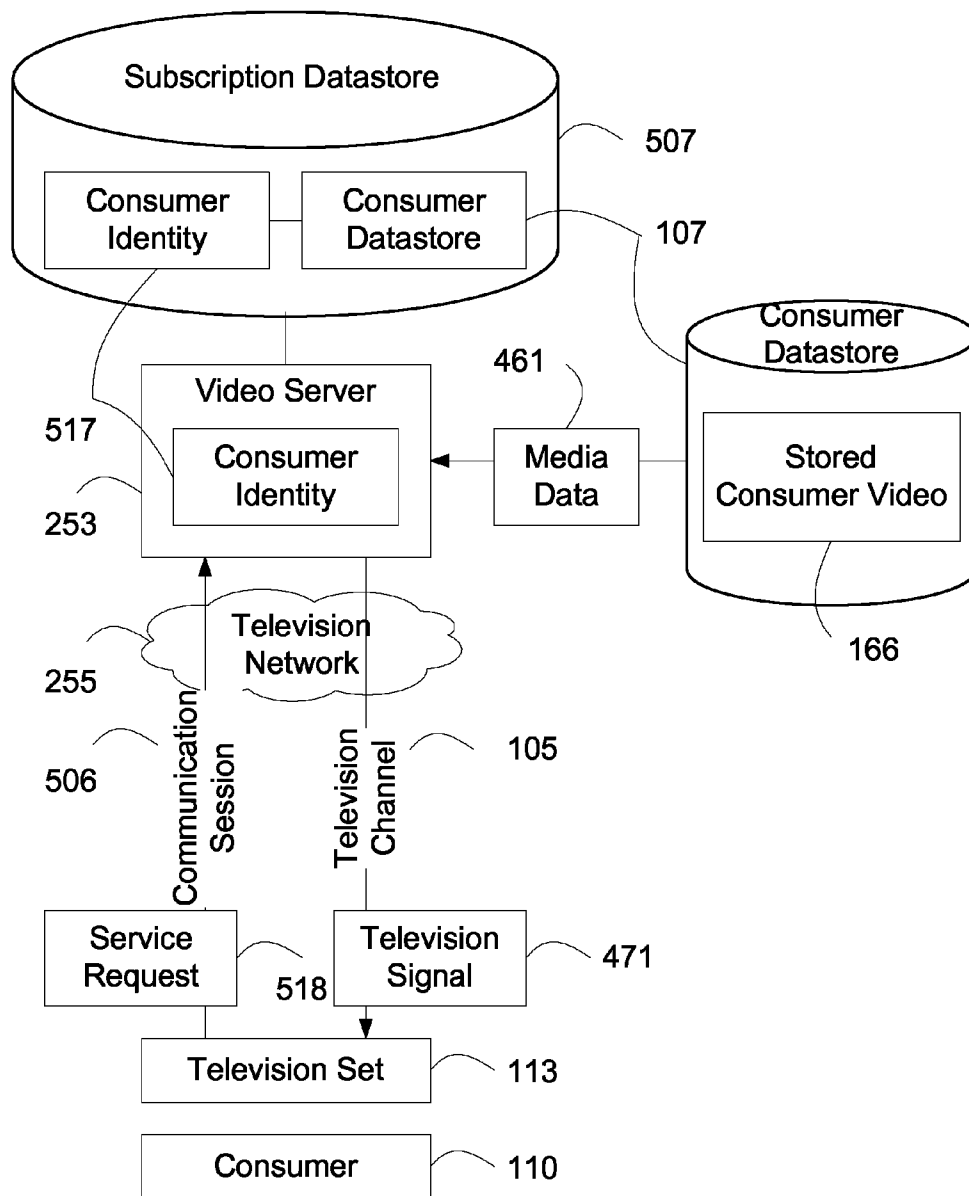 Subscription Datastore
507
Consumer
Identity
Consumer
Datastore
107
Consumer
Datastore
Video Server
461
517
Consumer
Identity
Media
Data
Stored
Consumer Video
253
Television
Network
166
255
506
Communication
Session
Television
Channel
105
Service
Request
518
Television
Signal
471
Television Set
113
Consumer
110